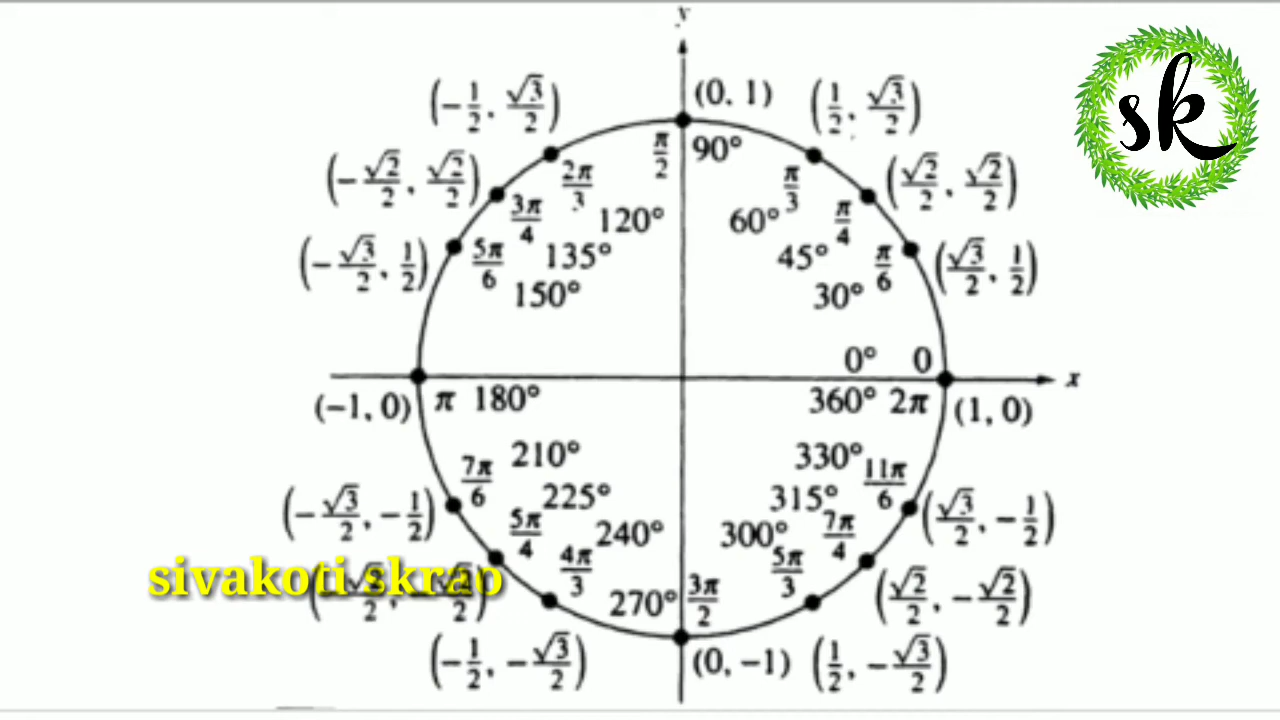 y
sk
(-1/2, √3/2) (0, 1) (1/2, √3/2)
π/2 90°
(-√2/2, √2/2) 2π/3 π/3 (√2/2, √2/2)
3π/4 120° 60° π/4
(-√3/2, 1/2) 5π/6 135° 45° π/6 (√3/2, 1/2)
150° 30°
0° 0
x
(-1, 0) π 180° 360° 2π (1, 0)
7π/6 210° 330° 11π/6
(-√3/2, -1/2) 225° 315° (√3/2, -1/2)
5π/4 240° 300° 7π/4
4π/3 5π/3
sivakoti skrao
(-√2/2, -√2/2) 270° 3π/2 (√2/2, -√2/2)
(-1/2, -√3/2) (0, -1) (1/2, -√3/2)